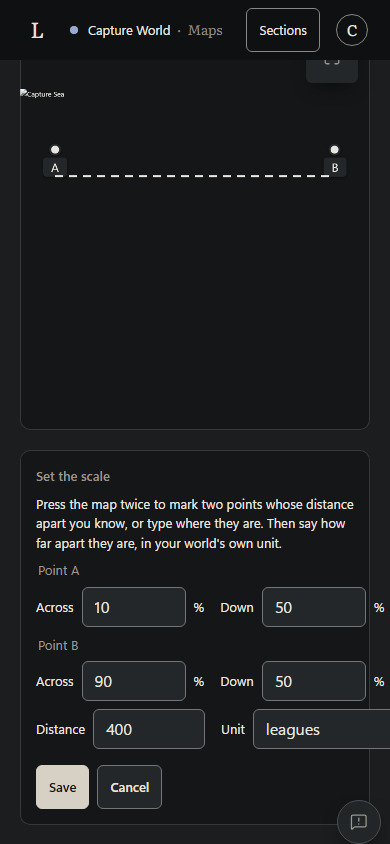 L Capture World · Maps Sections C
Capture Sea
A B
Set the scale
Press the map twice to mark two points whose distance
apart you know, or type where they are. Then say how
far apart they are, in your world's own unit.
Point A
Across 10 % Down 50 %
Point B
Across 90 % Down 50 %
Distance 400 Unit leagues
Save Cancel